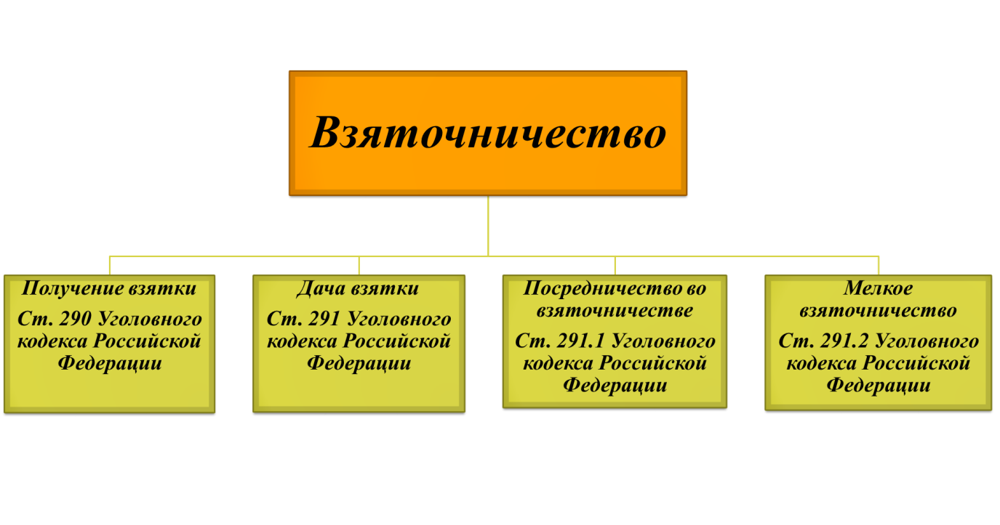 Взяточничество
Получение взятки
Ст. 290 Уголовного
кодекса Российской
Федерации
Дача взятки
Ст. 291 Уголовного
кодекса Российской
Федерации
Посредничество во
взяточничестве
Ст. 291.1 Уголовного
кодекса Российской
Федерации
Мелкое
взяточничество
Ст. 291.2 Уголовного
кодекса Российской
Федерации